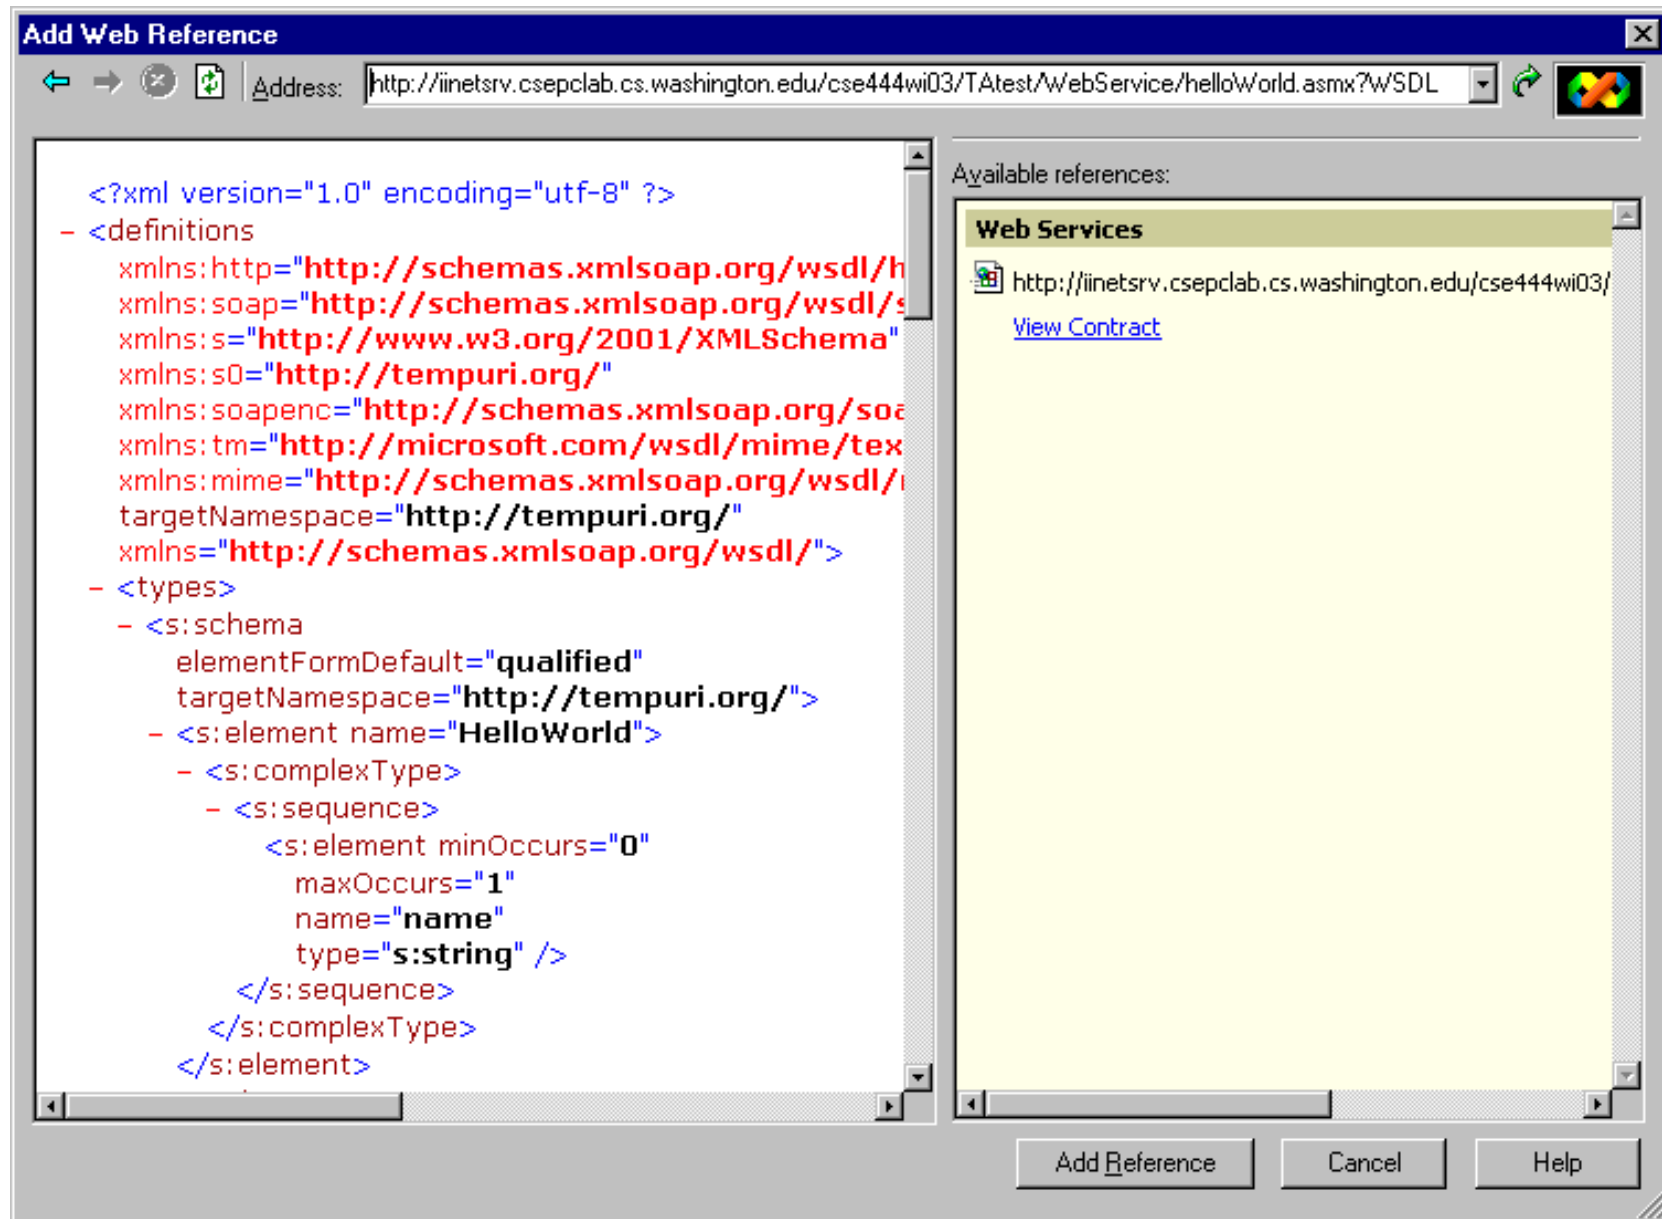 Add Web Reference
Address: http://iinetsrv.csepclab.cs.washington.edu/cse444wi03/TAtest/WebService/helloWorld.asmx?WSDL
<?xml version="1.0" encoding="utf-8" ?>
- <definitions
xmlns:http="http://schemas.xmlsoap.org/wsdl/h
xmlns:soap="http://schemas.xmlsoap.org/wsdl/s
xmlns:s="http://www.w3.org/2001/XMLSchema"
xmlns:s0="http://tempuri.org/"
xmlns:soapenc="http://schemas.xmlsoap.org/soa
xmlns:tm="http://microsoft.com/wsdl/mime/tex
xmlns:mime="http://schemas.xmlsoap.org/wsdl/
targetNamespace="http://tempuri.org/"
xmlns="http://schemas.xmlsoap.org/wsdl/">
- <types>
- <s:schema
elementFormDefault="qualified"
targetNamespace="http://tempuri.org/">
- <s:element name="HelloWorld">
- <s:complexType>
- <s:sequence>
<s:element minOccurs="0"
maxOccurs="1"
name="name"
type="s:string" />
</s:sequence>
</s:complexType>
</s:element>
Available references:
Web Services
http://iinetsrv.csepclab.cs.washington.edu/cse444wi03/
View Contract
Add Reference
Cancel
Help